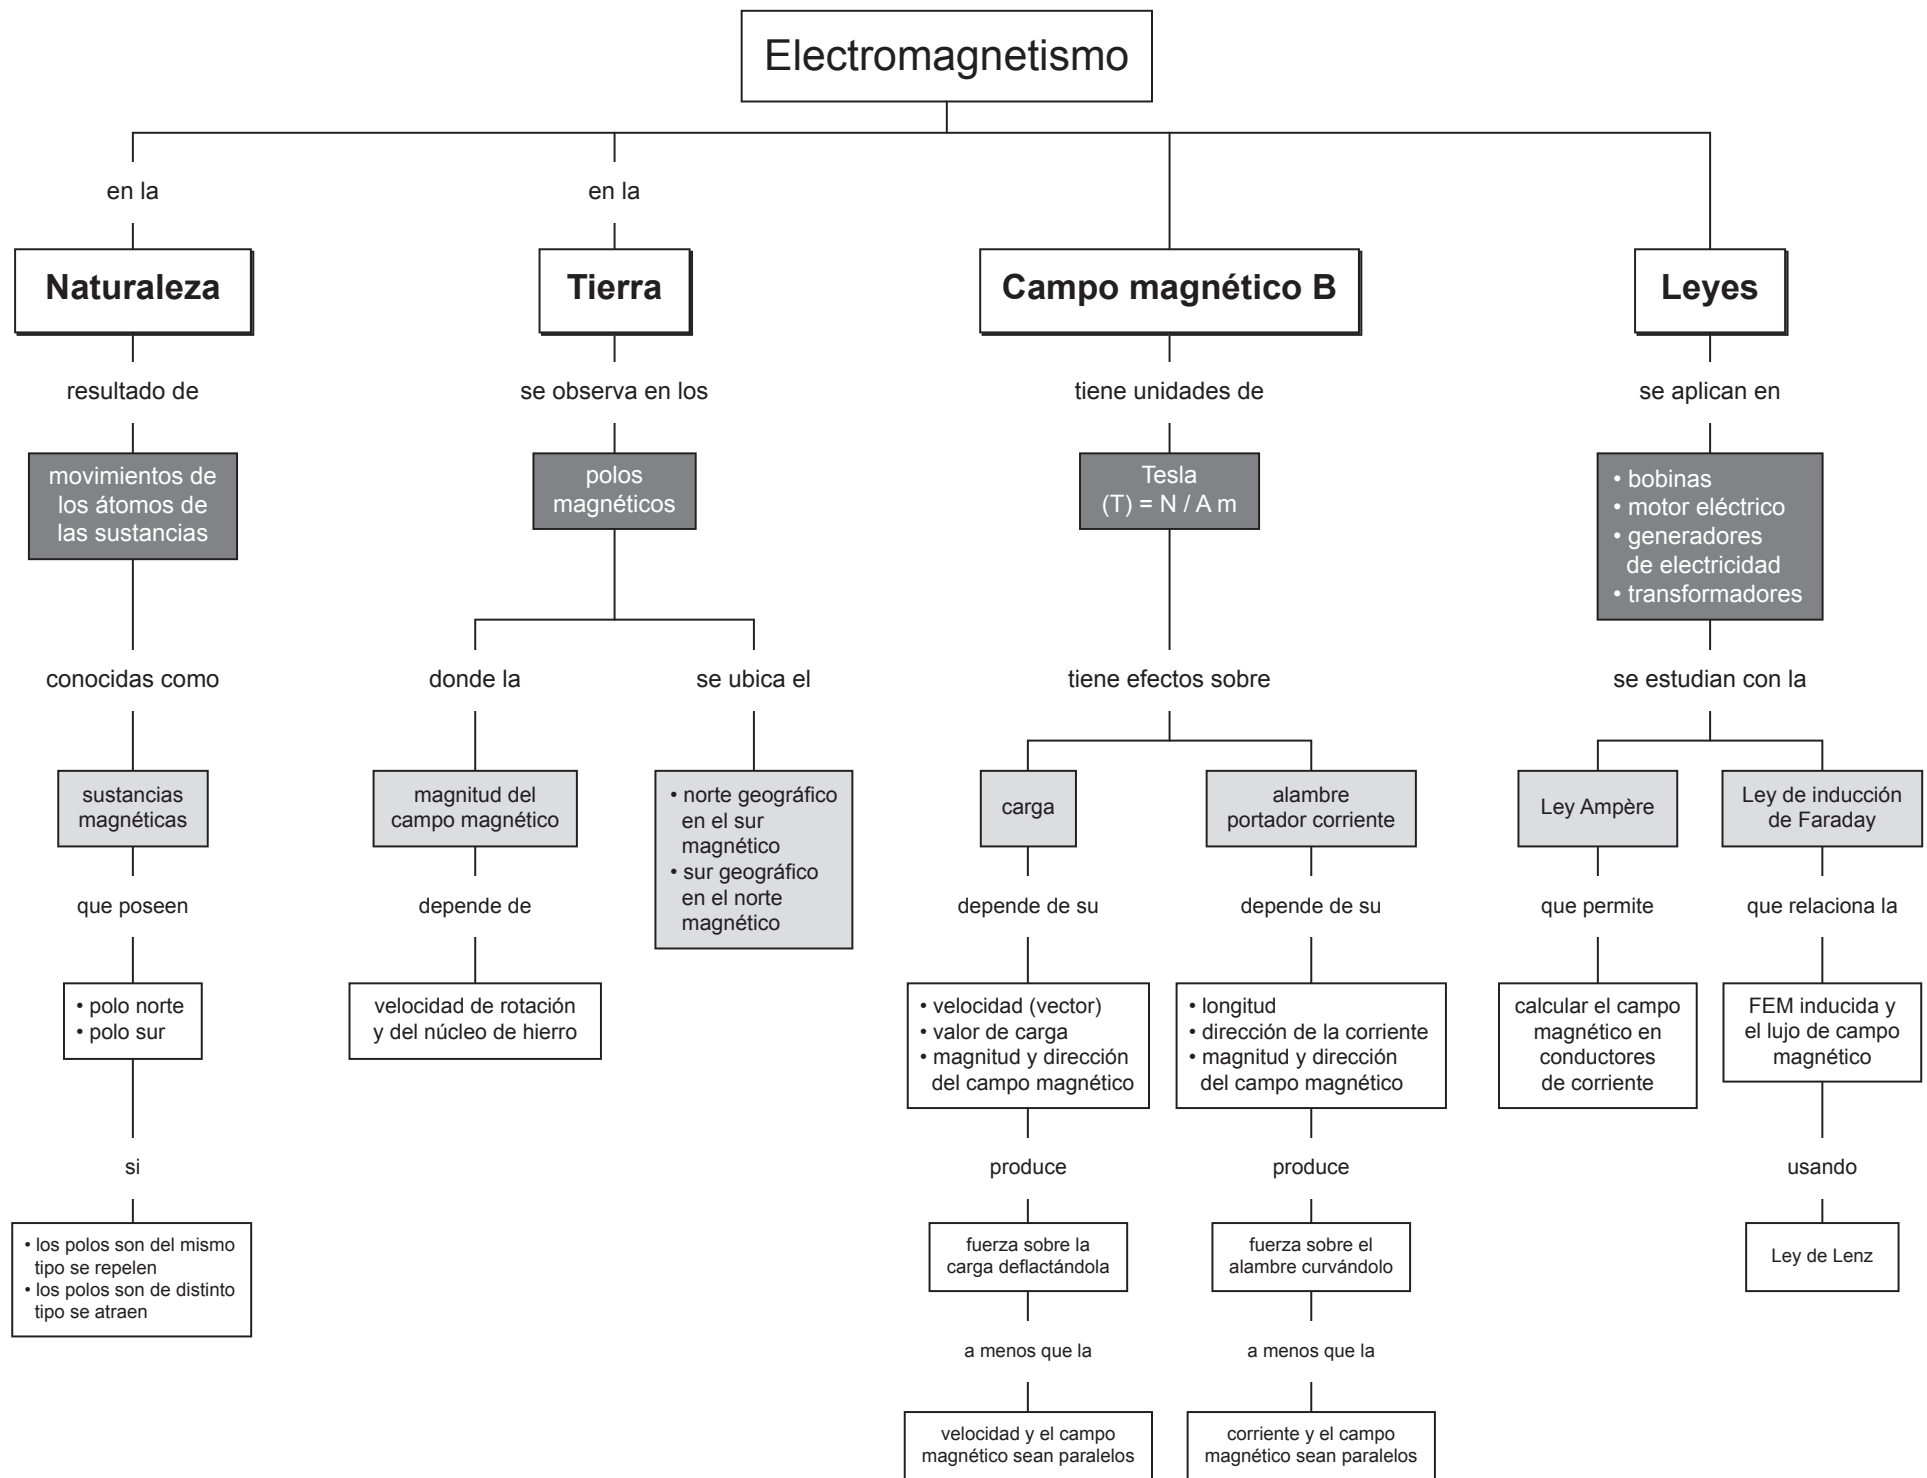 Electromagnetismo
en la
Naturaleza
resultado de
movimientos de
los átomos de
las sustancias
conocidas como
sustancias
magnéticas
que poseen
• polo norte
• polo sur
si
• los polos son del mismo
tipo se repelen
• los polos son de distinto
tipo se atraen
en la
Tierra
se observa en los
polos
magnéticos
donde la
magnitud del
campo magnético
depende de
velocidad de rotación
y del núcleo de hierro
se ubica el
• norte geográfico
en el sur
magnético
• sur geográfico
en el norte
magnético
Campo magnético B
tiene unidades de
Tesla
(T) = N / A m
tiene efectos sobre
carga
depende de su
• velocidad (vector)
• valor de carga
• magnitud y dirección
del campo magnético
produce
fuerza sobre la
carga deflactándola
a menos que la
velocidad y el campo
magnético sean paralelos
alambre
portador corriente
depende de su
• longitud
• dirección de la corriente
• magnitud y dirección
del campo magnético
produce
fuerza sobre el
alambre curvándolo
a menos que la
corriente y el campo
magnético sean paralelos
Leyes
se aplican en
• bobinas
• motor eléctrico
• generadores
de electricidad
• transformadores
se estudian con la
Ley Ampère
que permite
calcular el campo
magnético en
conductores
de corriente
Ley de inducción
de Faraday
que relaciona la
FEM inducida y
el lujo de campo
magnético
usando
Ley de Lenz